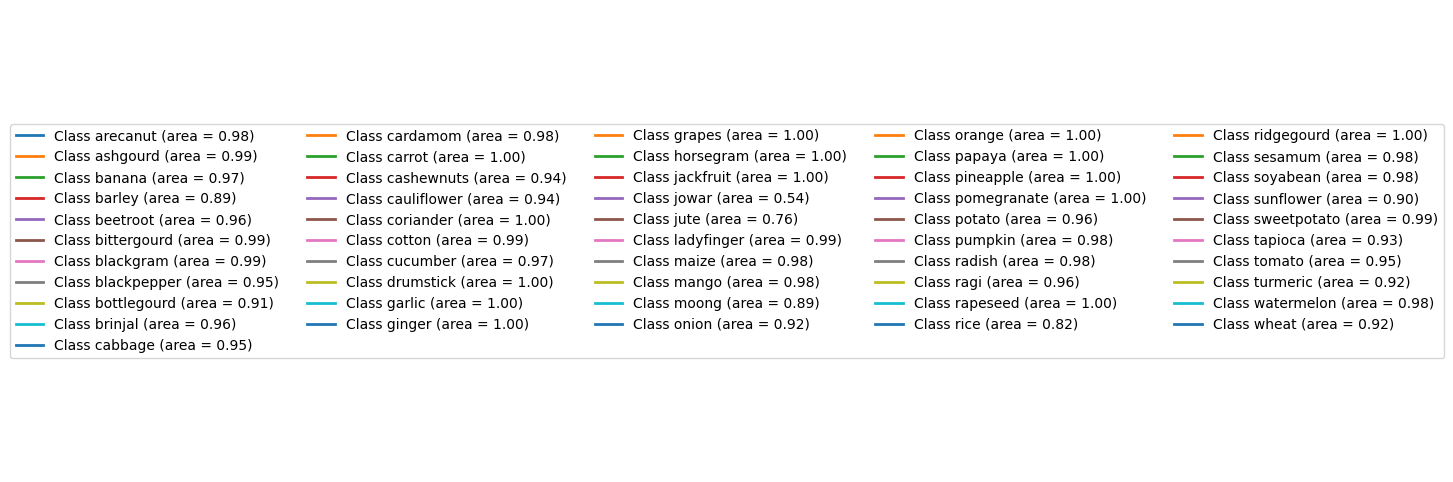 Class arecanut (area = 0.98)
Class ashgourd (area = 0.99)
Class banana (area = 0.97)
Class barley (area = 0.89)
Class beetroot (area = 0.96)
Class bittergourd (area = 0.99)
Class blackgram (area = 0.99)
Class blackpepper (area = 0.95)
Class bottlegourd (area = 0.91)
Class brinjal (area = 0.96)
Class cabbage (area = 0.95)
Class cardamom (area = 0.98)
Class carrot (area = 1.00)
Class cashewnuts (area = 0.94)
Class cauliflower (area = 0.94)
Class coriander (area = 1.00)
Class cotton (area = 0.99)
Class cucumber (area = 0.97)
Class drumstick (area = 1.00)
Class garlic (area = 1.00)
Class ginger (area = 1.00)
Class grapes (area = 1.00)
Class horsegram (area = 1.00)
Class jackfruit (area = 1.00)
Class jowar (area = 0.54)
Class jute (area = 0.76)
Class ladyfinger (area = 0.99)
Class maize (area = 0.98)
Class mango (area = 0.98)
Class moong (area = 0.89)
Class onion (area = 0.92)
Class orange (area = 1.00)
Class papaya (area = 1.00)
Class pineapple (area = 1.00)
Class pomegranate (area = 1.00)
Class potato (area = 0.96)
Class pumpkin (area = 0.98)
Class radish (area = 0.98)
Class ragi (area = 0.96)
Class rapeseed (area = 1.00)
Class rice (area = 0.82)
Class ridgegourd (area = 1.00)
Class sesamum (area = 0.98)
Class soyabean (area = 0.98)
Class sunflower (area = 0.90)
Class sweetpotato (area = 0.99)
Class tapioca (area = 0.93)
Class tomato (area = 0.95)
Class turmeric (area = 0.92)
Class watermelon (area = 0.98)
Class wheat (area = 0.92)